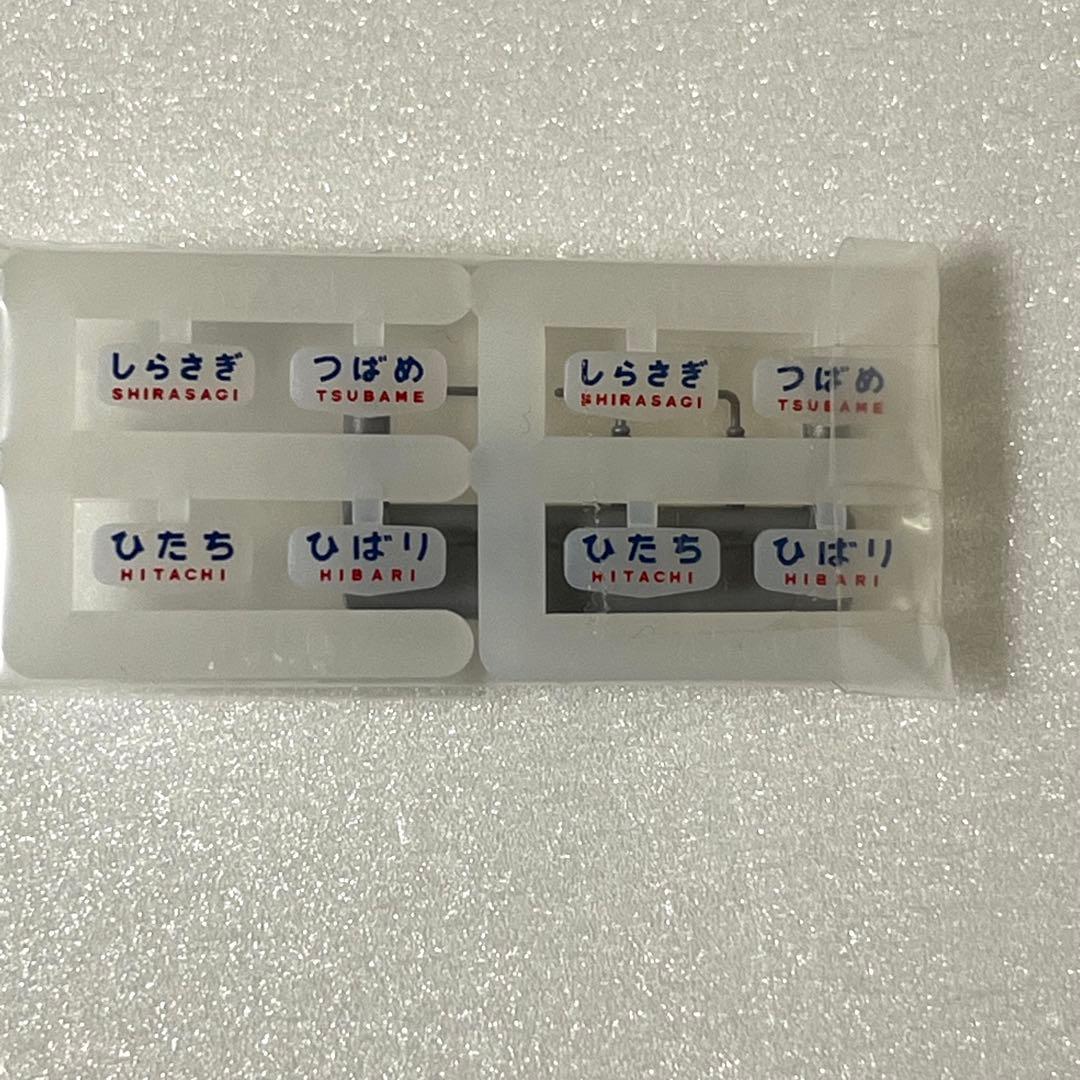 しらさぎ
SHIRASAGI
つばめ
TSUBAME
しらさぎ
SHIRASAGI
つばめ
TSUBAME
ひたち
HITACHI
ひばり
HIBARI
ひたち
HITACHI
ひばり
HIBARI